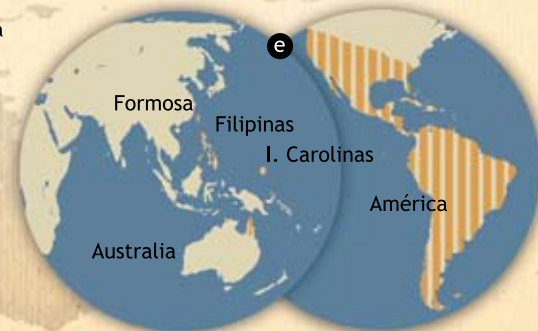 a
e
Formosa
Filipinas
I. Carolinas
América
Australia